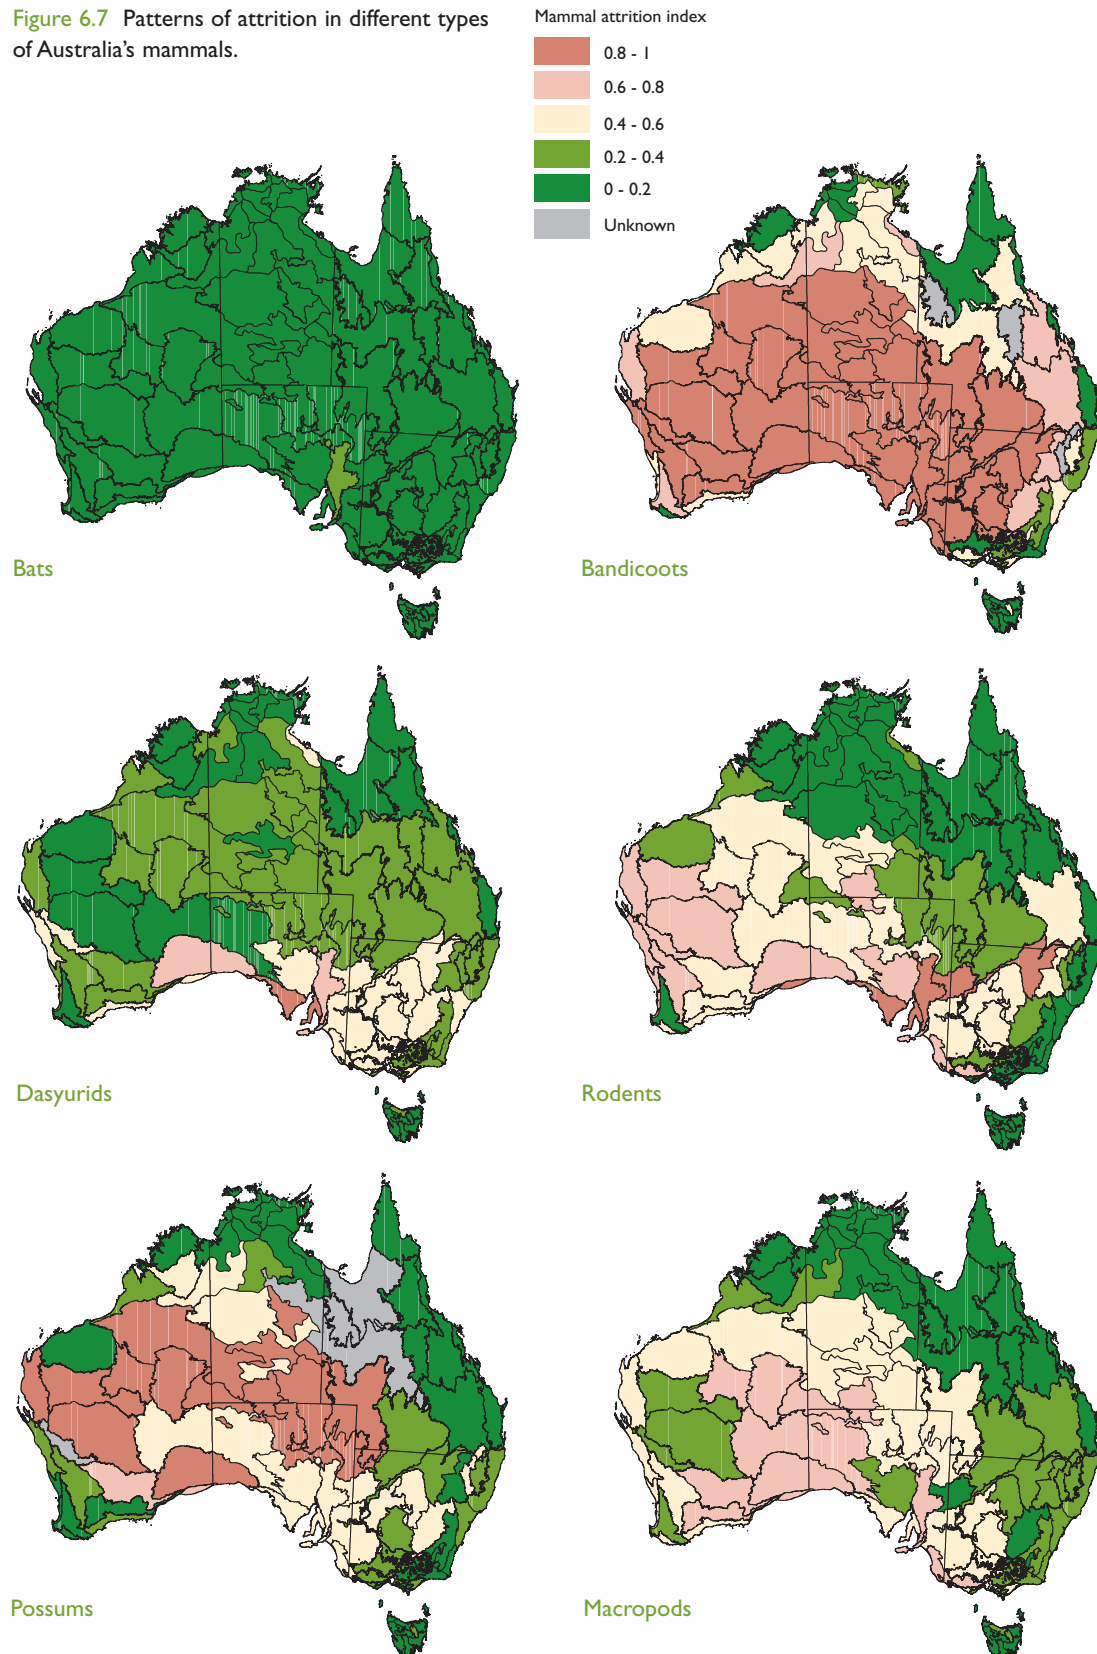 Figure 6.7 Patterns of attrition in different types
of Australia's mammals.
Mammal attrition index
0.8 - 1
0.6 - 0.8
0.4 - 0.6
0.2 - 0.4
0 - 0.2
Unknown
Bats
Bandicoots
Dasyurids
Rodents
Possums
Macropods